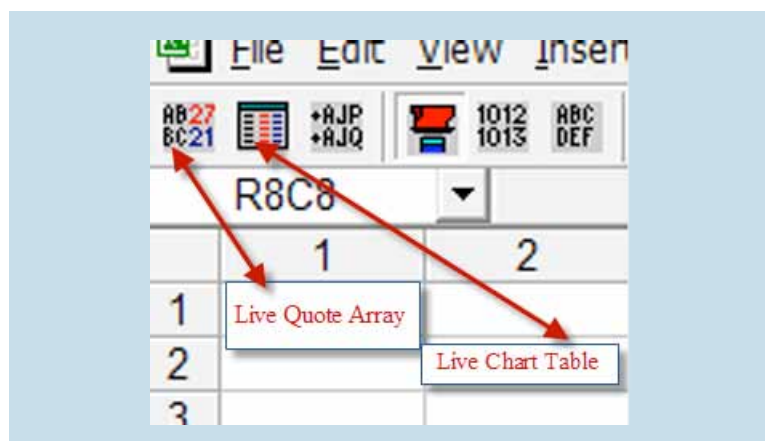 File Edit View Insert
AB27 +AJP 1012 ABC
BC21 +AJQ 1013 DEF
R8C8
1 2
1 Live Quote Array
2 Live Chart Table
3